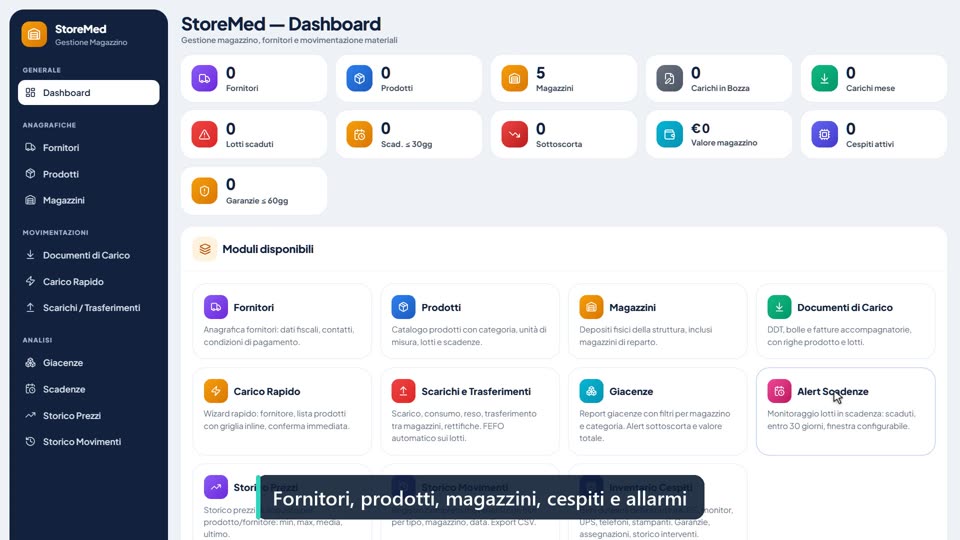 StoreMed
Gestione Magazzino
GENERALE
Dashboard
ANAGRAFICHE
Fornitori
Prodotti
Magazzini
MOVIMENTAZIONI
Documenti di Carico
Carico Rapido
Scarichi / Trasferimenti
ANALISI
Giacenze
Scadenze
Storico Prezzi
Storico Movimenti
StoreMed — Dashboard
Gestione magazzino, fornitori e movimentazione materiali
0
Fornitori
0
Prodotti
5
Magazzini
0
Carichi in Bozza
0
Carichi mese
0
Lotti scaduti
0
Scad. ≤ 30gg
0
Sottoscorta
€ 0
Valore magazzino
0
Cespiti attivi
0
Garanzie ≤ 60gg
Moduli disponibili
Fornitori
Anagrafica fornitori: dati fiscali, contatti,
condizioni di pagamento.
Prodotti
Catalogo prodotti con categoria, unità di
misura, lotti e scadenze.
Magazzini
Depositi fisici della struttura, inclusi
magazzini di reparto.
Documenti di Carico
DDT, bolle e fatture accompagnatorie,
con righe prodotto e lotti.
Carico Rapido
Wizard rapido: fornitore, lista prodotti
con griglia inline, conferma immediata.
Scarichi e Trasferimenti
Scarico, consumo, reso, trasferimento
tra magazzini, rettifiche. FEFO
automatico sui lotti.
Giacenze
Report giacenze con filtri per magazzino
e categoria. Alert sottoscorta e valore
totale.
Alert Scadenze
Monitoraggio lotti in scadenza: scaduti,
entro 30 giorni, finestra configurabile.
Storico Prezzi
Storico prezzi
prodotto/fornitore: min, max, media,
ultimo.
Storico Movimenti
per tipo, magazzino, data. Export CSV.
Inventario Cespiti
monitor,
UPS, telefoni, stampanti. Garanzie,
assegnazioni, storico interventi.
Fornitori, prodotti, magazzini, cespiti e allarmi